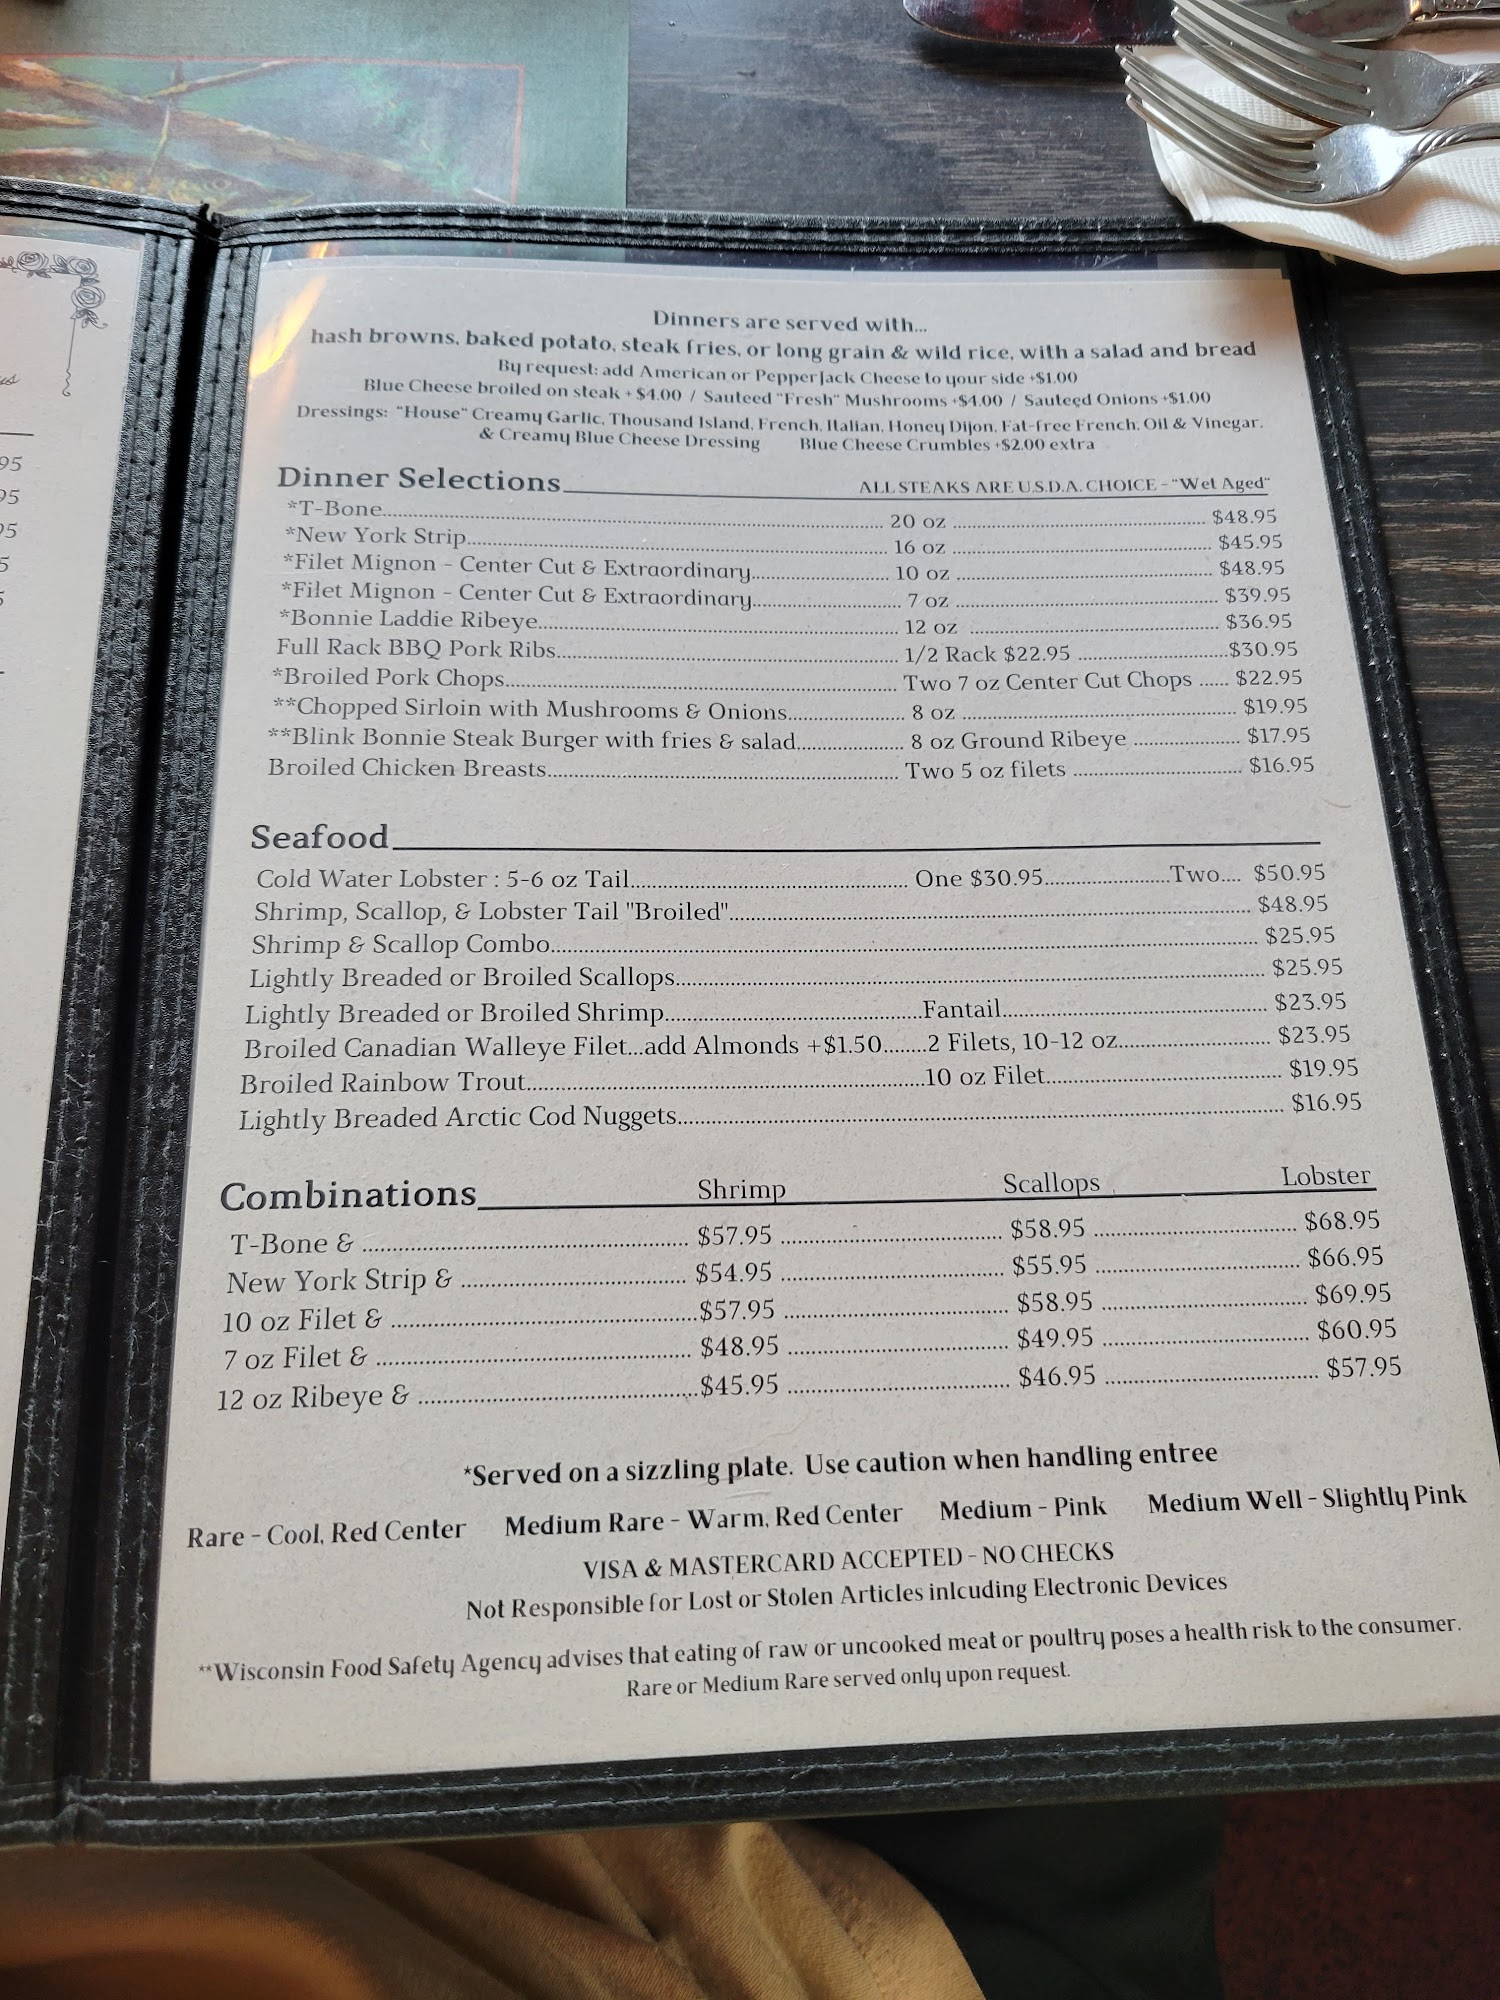 us
95
95
95
5
5
Dinners are served with...
hash browns, baked potato, steak fries, or long grain & wild rice, with a salad and bread
By request: add American or PepperJack Cheese to your side +$1.00
Blue Cheese broiled on steak + $4.00 / Sauteed "Fresh" Mushrooms +$4.00 / Sauteed Onions +$1.00
Dressings: "House" Creamy Garlic, Thousand Island, French, Italian, Honey Dijon, Fat-free French, Oil & Vinegar,
& Creamy Blue Cheese Dressing Blue Cheese Crumbles +$2.00 extra
Dinner Selections ALL STEAKS ARE U.S.D.A. CHOICE - "Wet Aged"
*T-Bone 20 oz $48.95
*New York Strip 16 oz $45.95
*Filet Mignon - Center Cut & Extraordinary 10 oz $48.95
*Filet Mignon - Center Cut & Extraordinary 7 oz $39.95
*Bonnie Laddie Ribeye 12 oz $36.95
Full Rack BBQ Pork Ribs 1/2 Rack $22.95 $30.95
*Broiled Pork Chops Two 7 oz Center Cut Chops $22.95
**Chopped Sirloin with Mushrooms & Onions 8 oz $19.95
**Blink Bonnie Steak Burger with fries & salad 8 oz Ground Ribeye $17.95
Broiled Chicken Breasts Two 5 oz filets $16.95
Seafood
Cold Water Lobster : 5-6 oz Tail One $30.95 Two $50.95
Shrimp, Scallop, & Lobster Tail "Broiled" $48.95
Shrimp & Scallop Combo $25.95
Lightly Breaded or Broiled Scallops $25.95
Lightly Breaded or Broiled Shrimp Fantail $23.95
Broiled Canadian Walleye Filet...add Almonds +$1.50 2 Filets, 10-12 oz $23.95
Broiled Rainbow Trout 10 oz Filet $19.95
Lightly Breaded Arctic Cod Nuggets $16.95
Combinations Shrimp Scallops Lobster
T-Bone & $57.95 $58.95 $68.95
New York Strip & $54.95 $55.95 $66.95
10 oz Filet & $57.95 $58.95 $69.95
7 oz Filet & $48.95 $49.95 $60.95
12 oz Ribeye & $45.95 $46.95 $57.95
*Served on a sizzling plate. Use caution when handling entree
Rare - Cool, Red Center Medium Rare - Warm, Red Center Medium - Pink Medium Well - Slightly Pink
VISA & MASTERCARD ACCEPTED - NO CHECKS
Not Responsible for Lost or Stolen Articles inlcuding Electronic Devices
**Wisconsin Food Safety Agency advises that eating of raw or uncooked meat or poultry poses a health risk to the consumer.
Rare or Medium Rare served only upon request.